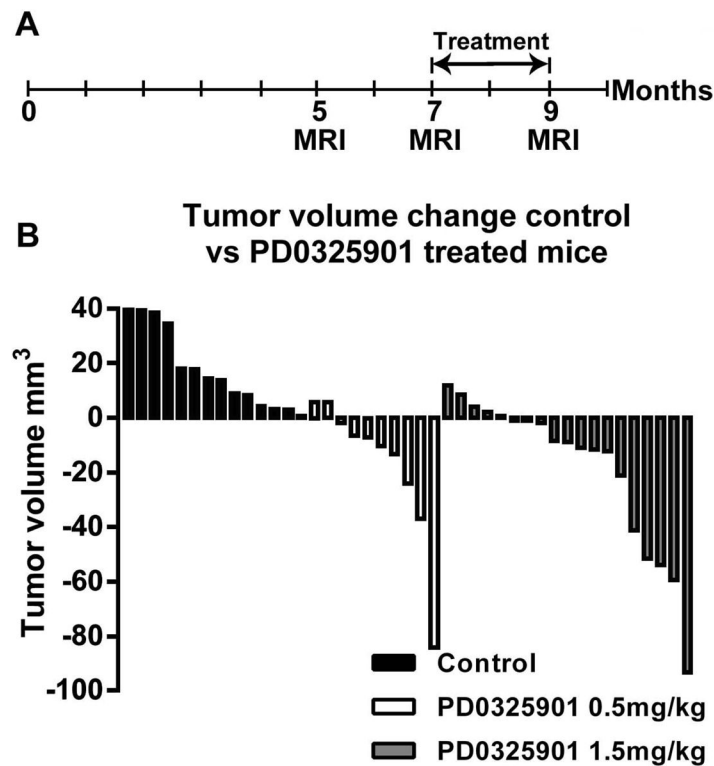 A
Treatment
Months
0
5
7
9
MRI
MRI
MRI
B
Tumor volume change control
vs PD0325901 treated mice
Tumor volume mm³
40
20
0
-20
-40
-60
-80
-100
Control
PD0325901 0.5mg/kg
PD0325901 1.5mg/kg